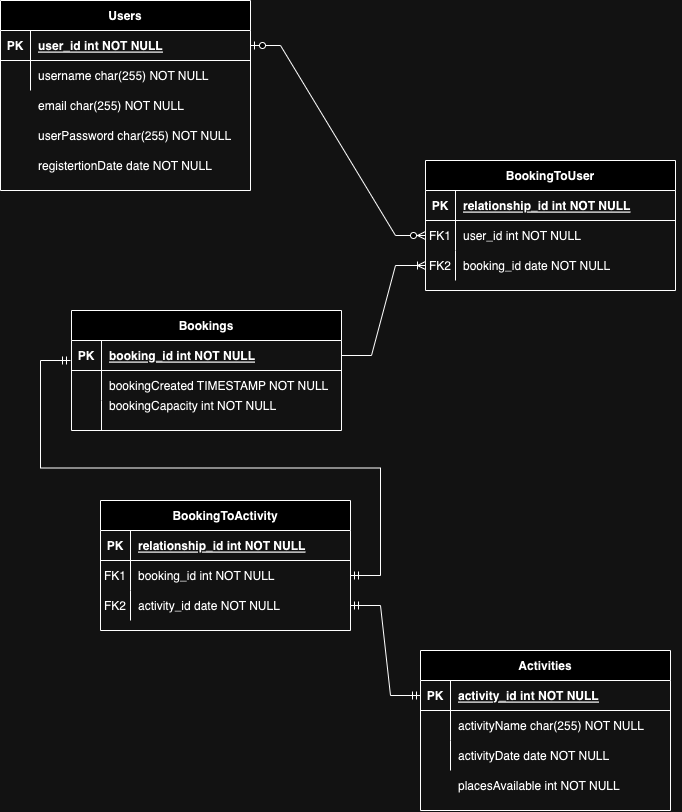 Users
PK user_id int NOT NULL
username char(255) NOT NULL
email char(255) NOT NULL
userPassword char(255) NOT NULL
registertionDate date NOT NULL
BookingToUser
PK relationship_id int NOT NULL
FK1 user_id int NOT NULL
FK2 booking_id date NOT NULL
Bookings
PK booking_id int NOT NULL
bookingCreated TIMESTAMP NOT NULL
bookingCapacity int NOT NULL
BookingToActivity
PK relationship_id int NOT NULL
FK1 booking_id int NOT NULL
FK2 activity_id date NOT NULL
Activities
PK activity_id int NOT NULL
activityName char(255) NOT NULL
activityDate date NOT NULL
placesAvailable int NOT NULL